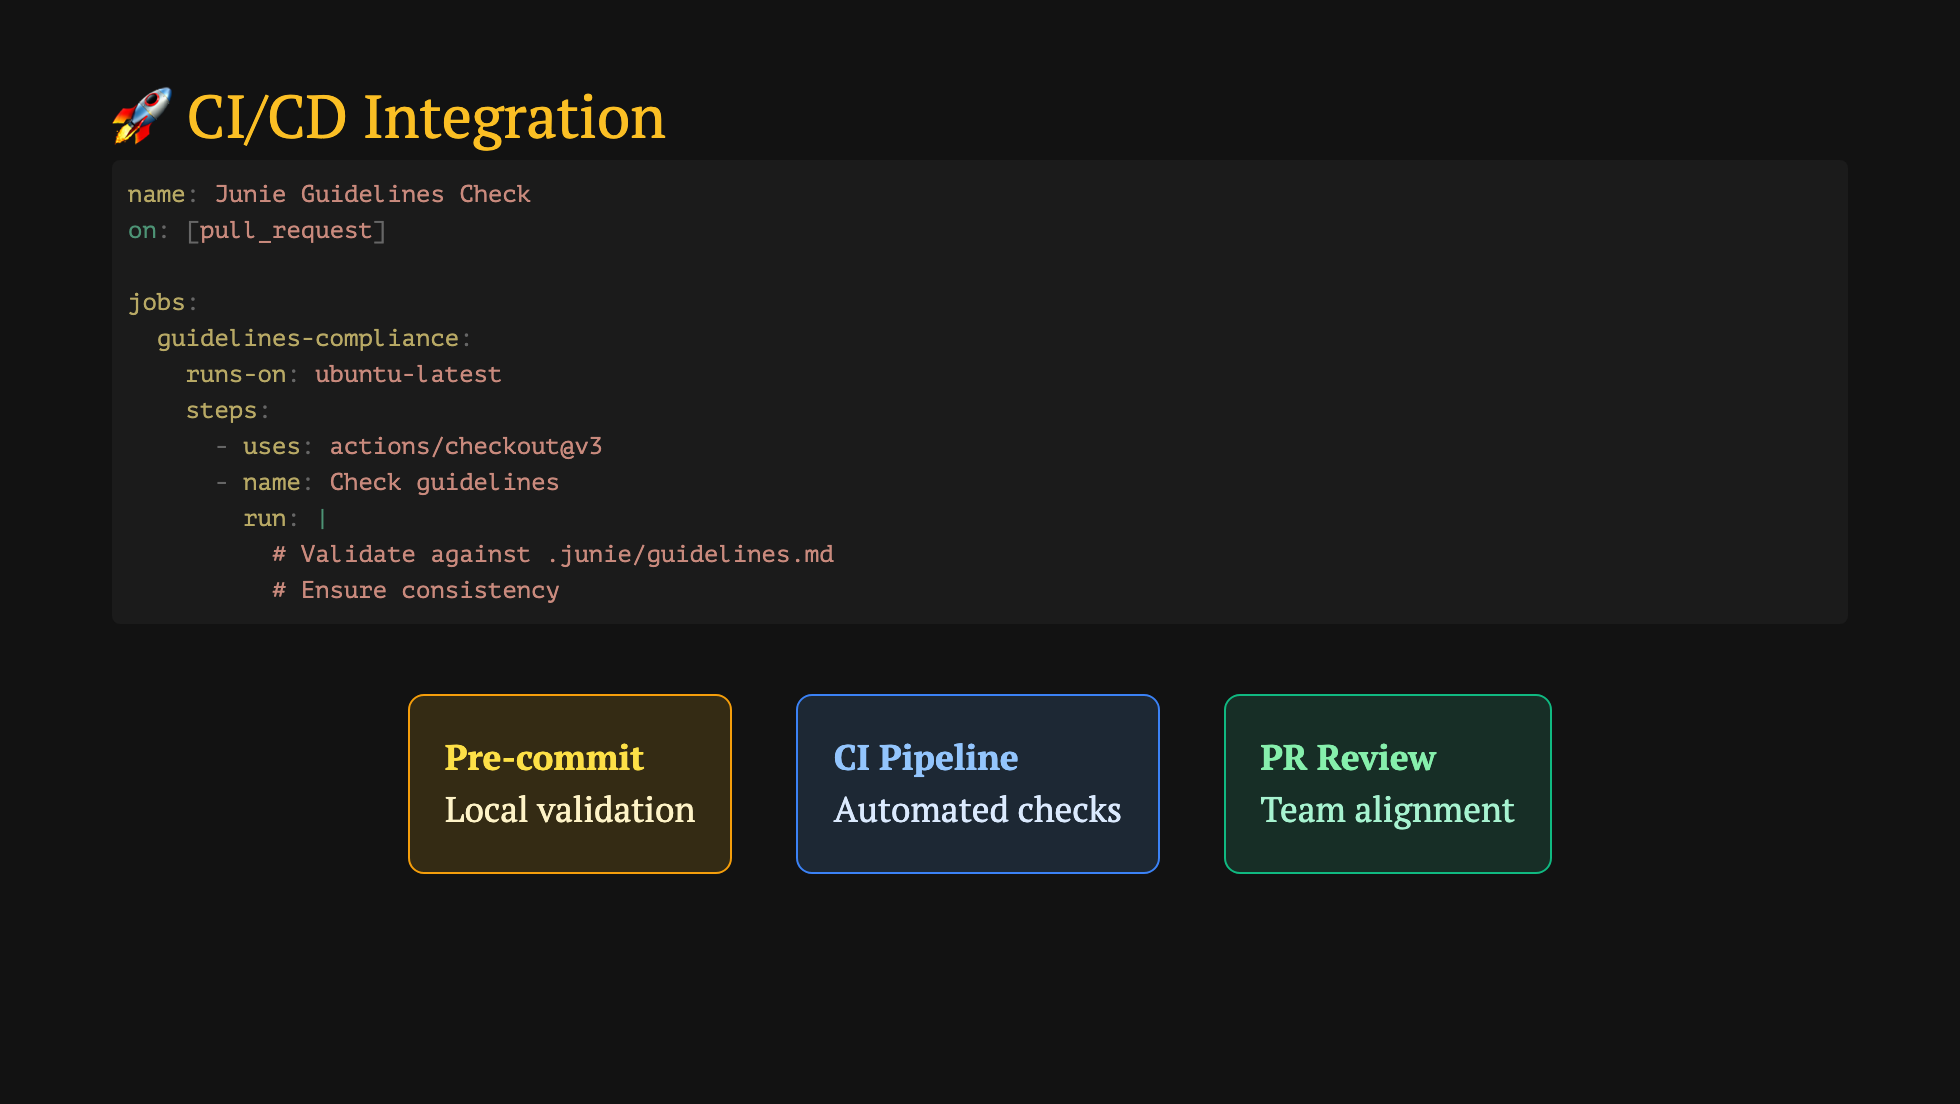 🚀 CI/CD Integration
name: Junie Guidelines Check
on: [pull_request]

jobs:
  guidelines-compliance:
    runs-on: ubuntu-latest
    steps:
      - uses: actions/checkout@v3
      - name: Check guidelines
        run: |
          # Validate against .junie/guidelines.md
          # Ensure consistency
Pre-commit
Local validation
CI Pipeline
Automated checks
PR Review
Team alignment